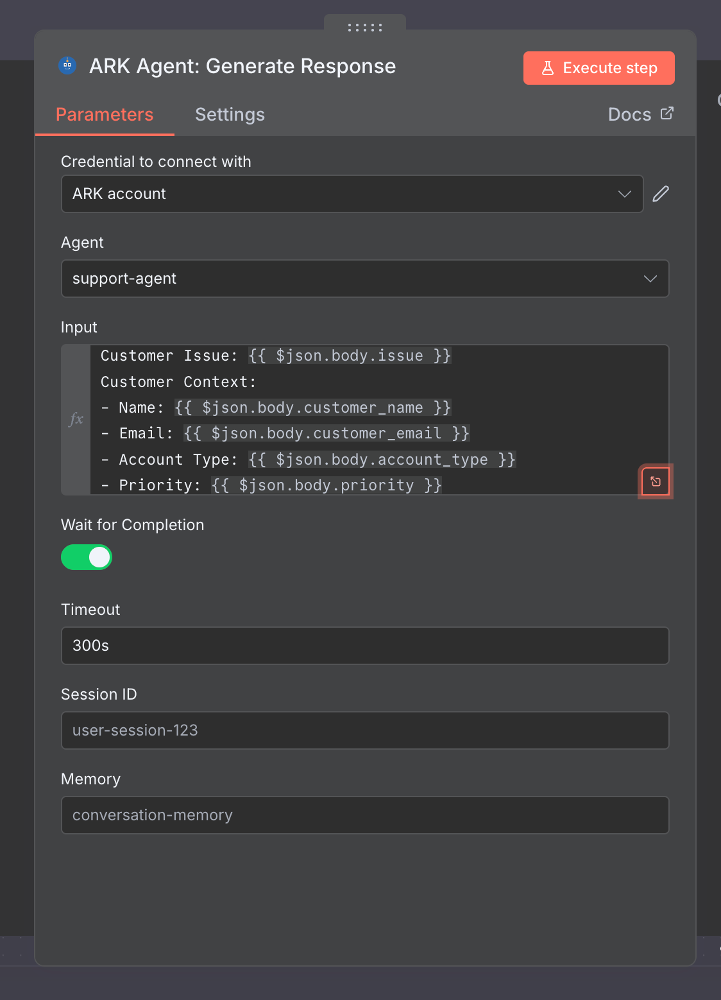 ARK Agent: Generate Response
Execute step
Parameters
Settings
Docs
Credential to connect with
ARK account
Agent
support-agent
Input
fx
Customer Issue: {{ $json.body.issue }}
Customer Context:
- Name: {{ $json.body.customer_name }}
- Email: {{ $json.body.customer_email }}
- Account Type: {{ $json.body.account_type }}
- Priority: {{ $json.body.priority }}
Wait for Completion
Timeout
300s
Session ID
user-session-123
Memory
conversation-memory